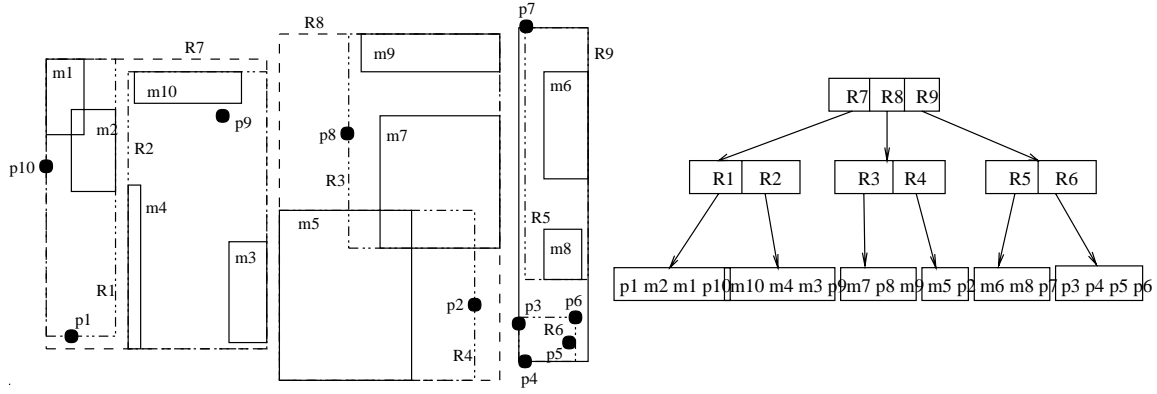 p7
R8
R7
R9
m1
m9
m10
m6
m2
p9
p8
m7
R2
p10
R3
m4
m5
R5
m8
m3
R1
p2
p3
p6
p1
R6
R4
p5
p4
R7 R8 R9
R1 R2
R3 R4
R5 R6
p1 m2 m1 p10
m10 m4 m3 p9
m7 p8 m9
m5 p2
m6 m8 p7
p3 p4 p5 p6